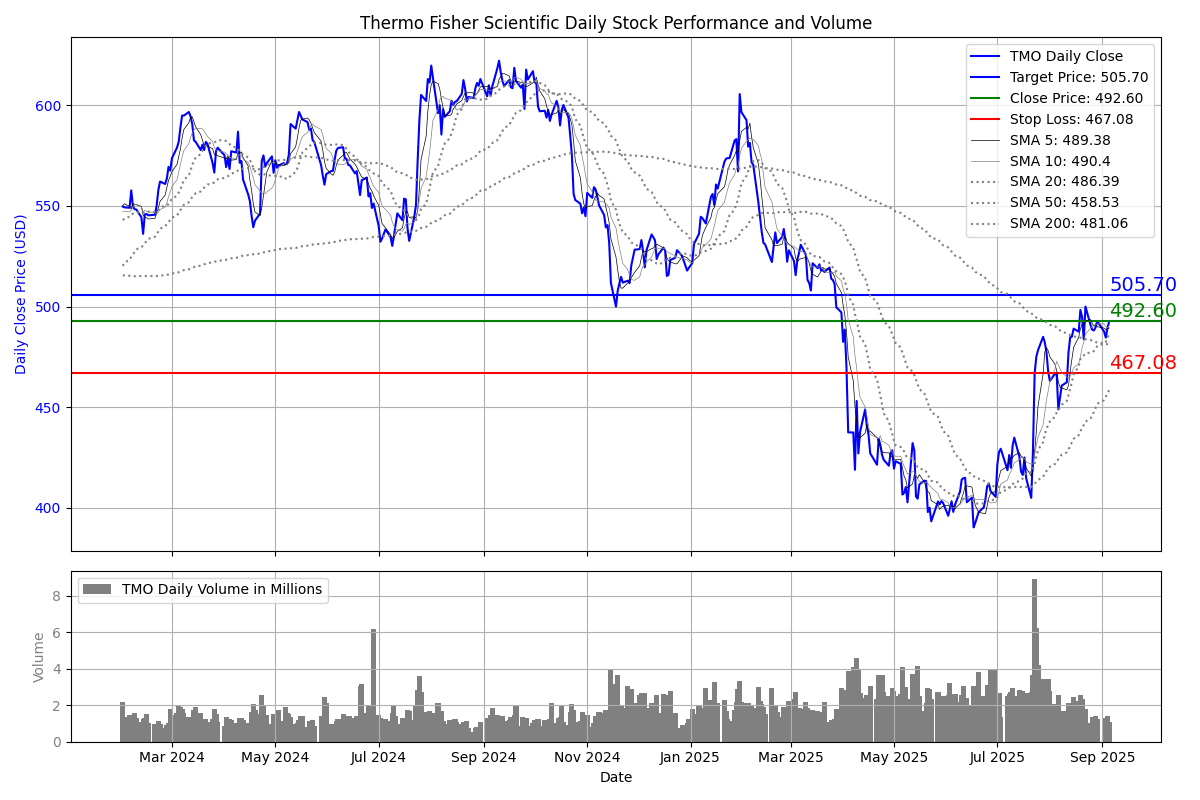 Thermo Fisher Scientific Daily Stock Performance and Volume
Daily Close Price (USD)
600
550
500
450
400
TMO Daily Close
Target Price: 505.70
Close Price: 492.60
Stop Loss: 467.08
SMA 5: 489.38
SMA 10: 490.4
SMA 20: 486.39
SMA 50: 458.53
SMA 200: 481.06
505.70
492.60
467.08
TMO Daily Volume in Millions
Volume
8
6
4
2
0
Mar 2024
May 2024
Jul 2024
Sep 2024
Nov 2024
Jan 2025
Mar 2025
May 2025
Jul 2025
Sep 2025
Date